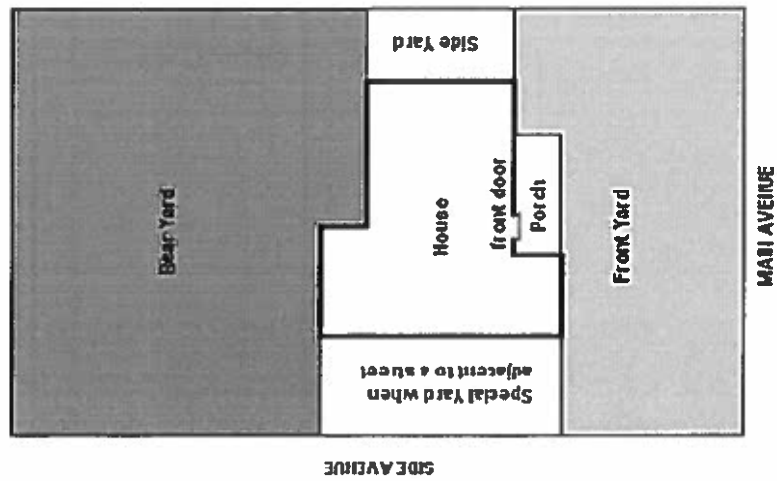 Side Yard
Rear Yard
House
front door
Porch
Front Yard
MAIN AVENUE
Special Yard when
adjacent to a street
SIDE AVENUE